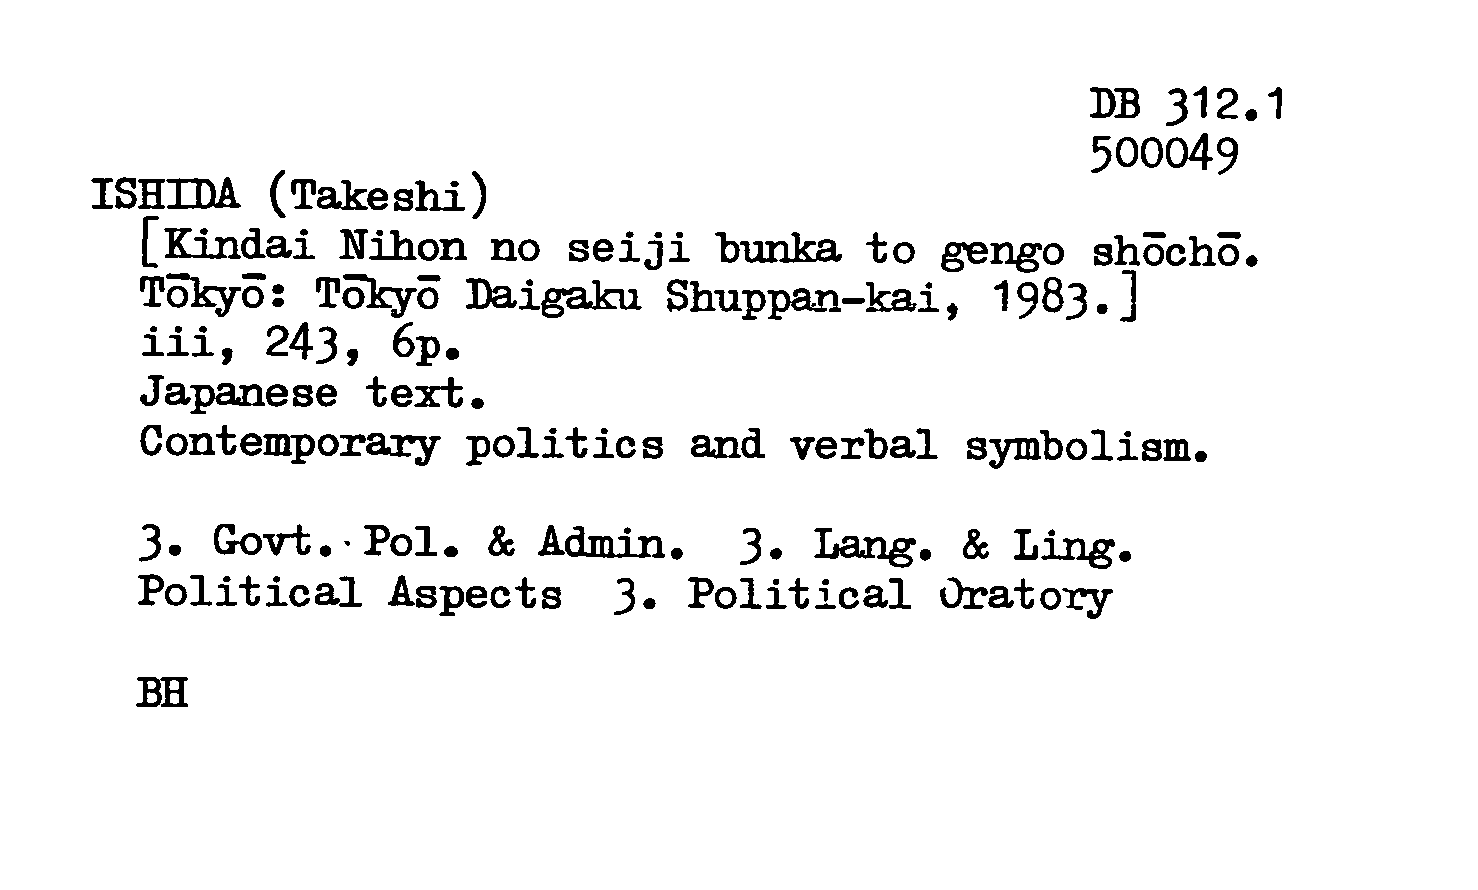 DB 312.1
500049
ISHIDA (Takeshi)
[Kindai Nihon no seiji bunka to gengo shōchō.
Tōkyō: Tōkyō Daigaku Shuppan-kai, 1983.]
iii, 243, 6p.
Japanese text.
Contemporary politics and verbal symbolism.
3. Govt. Pol. & Admin. 3. Lang. & Ling.
Political Aspects 3. Political Oratory
BH